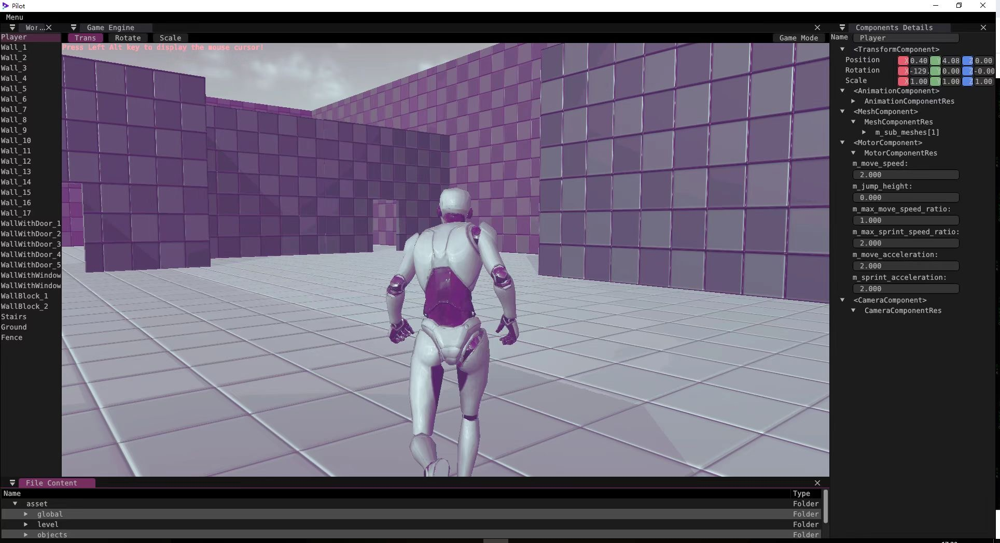 Pilot
Menu
Wor...
Game Engine
Components Details
Player
Trans
Rotate
Scale
Game Mode
Name
Player
Press Left Alt key to display the mouse cursor!
Wall_1
Wall_2
Wall_3
Wall_4
Wall_5
Wall_6
Wall_7
Wall_8
Wall_9
Wall_10
Wall_11
Wall_12
Wall_13
Wall_14
Wall_15
Wall_16
Wall_17
WallWithDoor_1
WallWithDoor_2
WallWithDoor_3
WallWithDoor_4
WallWithDoor_5
WallWithWindow
WallWithWindow
WallBlock_1
WallBlock_2
Stairs
Ground
Fence
<TransformComponent>
Position X 0.40 Y 4.08 Z 0.00
Rotation X -129. Y 0.00 Z -0.00
Scale X 1.00 Y 1.00 Z 1.00
<AnimationComponent>
AnimationComponentRes
<MeshComponent>
MeshComponentRes
m_sub_meshes[1]
<MotorComponent>
MotorComponentRes
m_move_speed:
2.000
m_jump_height:
0.000
m_max_move_speed_ratio:
1.000
m_max_sprint_speed_ratio:
2.000
m_move_acceleration:
2.000
m_sprint_acceleration:
2.000
<CameraComponent>
CameraComponentRes
File Content
Name Type
asset Folder
global Folder
level Folder
objects Folder